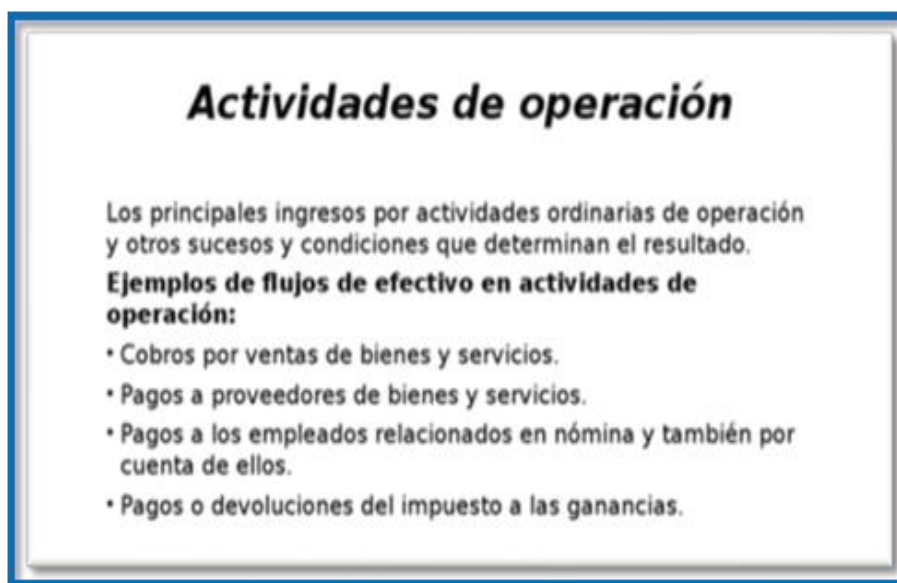 Actividades de operación
Los principales ingresos por actividades ordinarias de operación
y otros sucesos y condiciones que determinan el resultado.
Ejemplos de flujos de efectivo en actividades de
operación:
• Cobros por ventas de bienes y servicios.
• Pagos a proveedores de bienes y servicios.
• Pagos a los empleados relacionados en nómina y también por
cuenta de ellos.
• Pagos o devoluciones del impuesto a las ganancias.